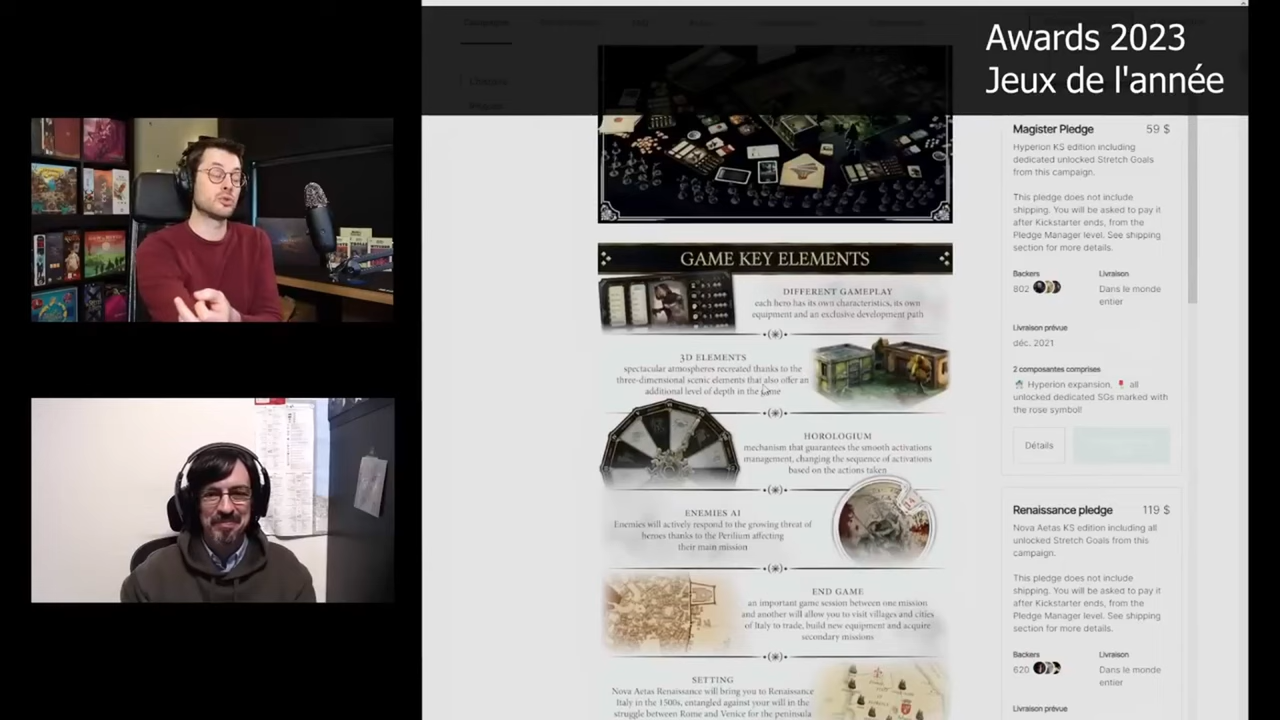 Awards 2023
Jeux de l'année
GAME KEY ELEMENTS
DIFFERENT GAMEPLAY
each hero has its own characteristics, its own
equipment and an exclusive development path
3D ELEMENTS
spectacular atmospheres recreated thanks to the
three-dimensional scenic elements that also offer an
additional level of depth in the game
HOROLOGIUM
mechanism that guarantees the smooth activations
management, changing the sequence of activations
based on the actions taken
ENEMIES AI
Enemies will actively respond to the growing threat of
heroes thanks to the Perilium affecting
their main mission
END GAME
an important game session between one mission
and another will allow you to visit villages and cities
of Italy to trade, build new equipment and acquire
secondary missions
SETTING
Nova Aetas Renaissance will bring you to Renaissance
Italy in the 1500s, entangled against your will in the
struggle between Rome and Venice for the peninsula
Magister Pledge 59 $
Hyperion KS edition including
dedicated unlocked Stretch Goals
from this campaign.
This pledge does not include
shipping. You will be asked to pay it
after Kickstarter ends, from the
Pledge Manager level. See shipping
section for more details.
Backers Livraison
802 Dans le monde
entier
Livraison prévue
déc. 2021
2 composantes comprises
Hyperion expansion, all
unlocked dedicated SGs marked with
the rose symbol!
Détails
Renaissance pledge 119 $
Nova Aetas KS edition including all
unlocked Stretch Goals from this
campaign.
This pledge does not include
shipping. You will be asked to pay it
after Kickstarter ends, from the
Pledge Manager level. See shipping
section for more details.
Backers Livraison
620 Dans le monde
entier
Livraison prévue